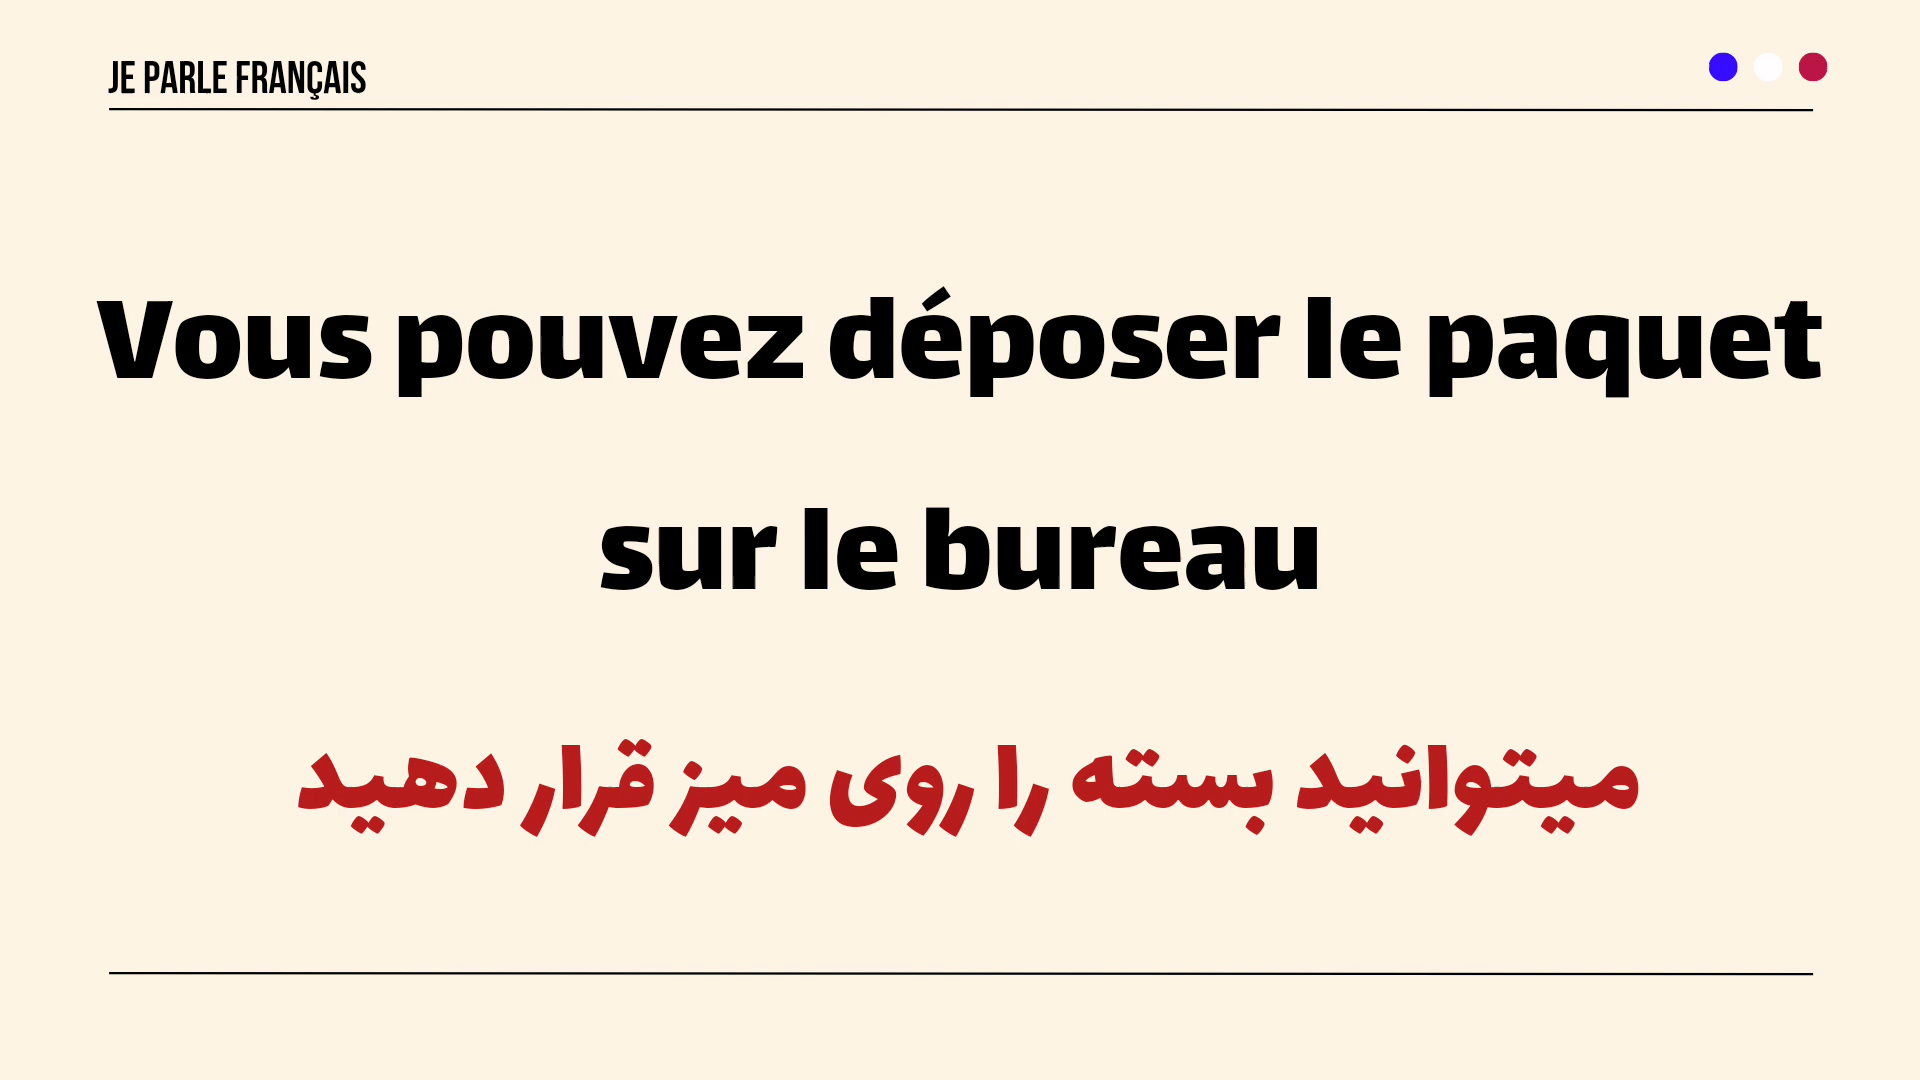 JE PARLE FRANÇAIS
Vous pouvez déposer le paquet
sur le bureau
میتوانید بسته را روی میز قرار دهید